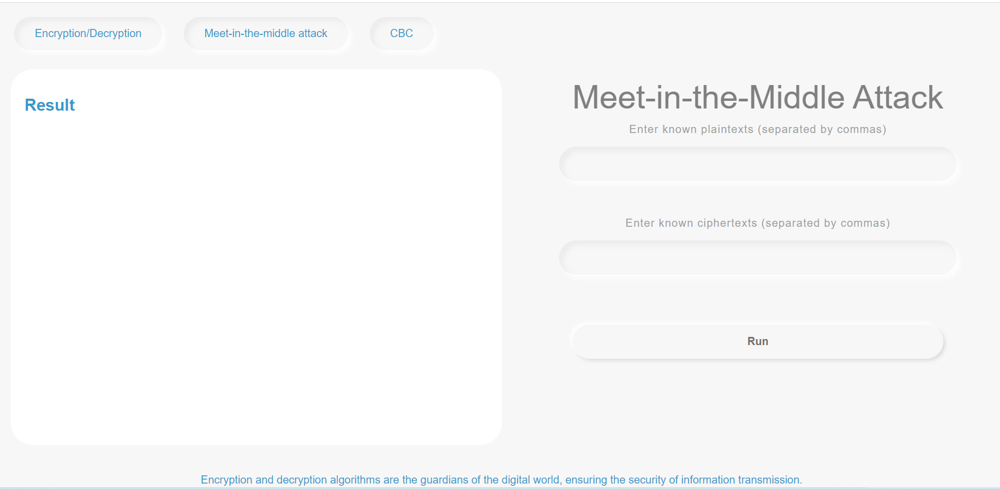 Encryption/Decryption
Meet-in-the-middle attack
CBC
Result
Meet-in-the-Middle Attack
Enter known plaintexts (separated by commas)
Enter known ciphertexts (separated by commas)
Run
Encryption and decryption algorithms are the guardians of the digital world, ensuring the security of information transmission.